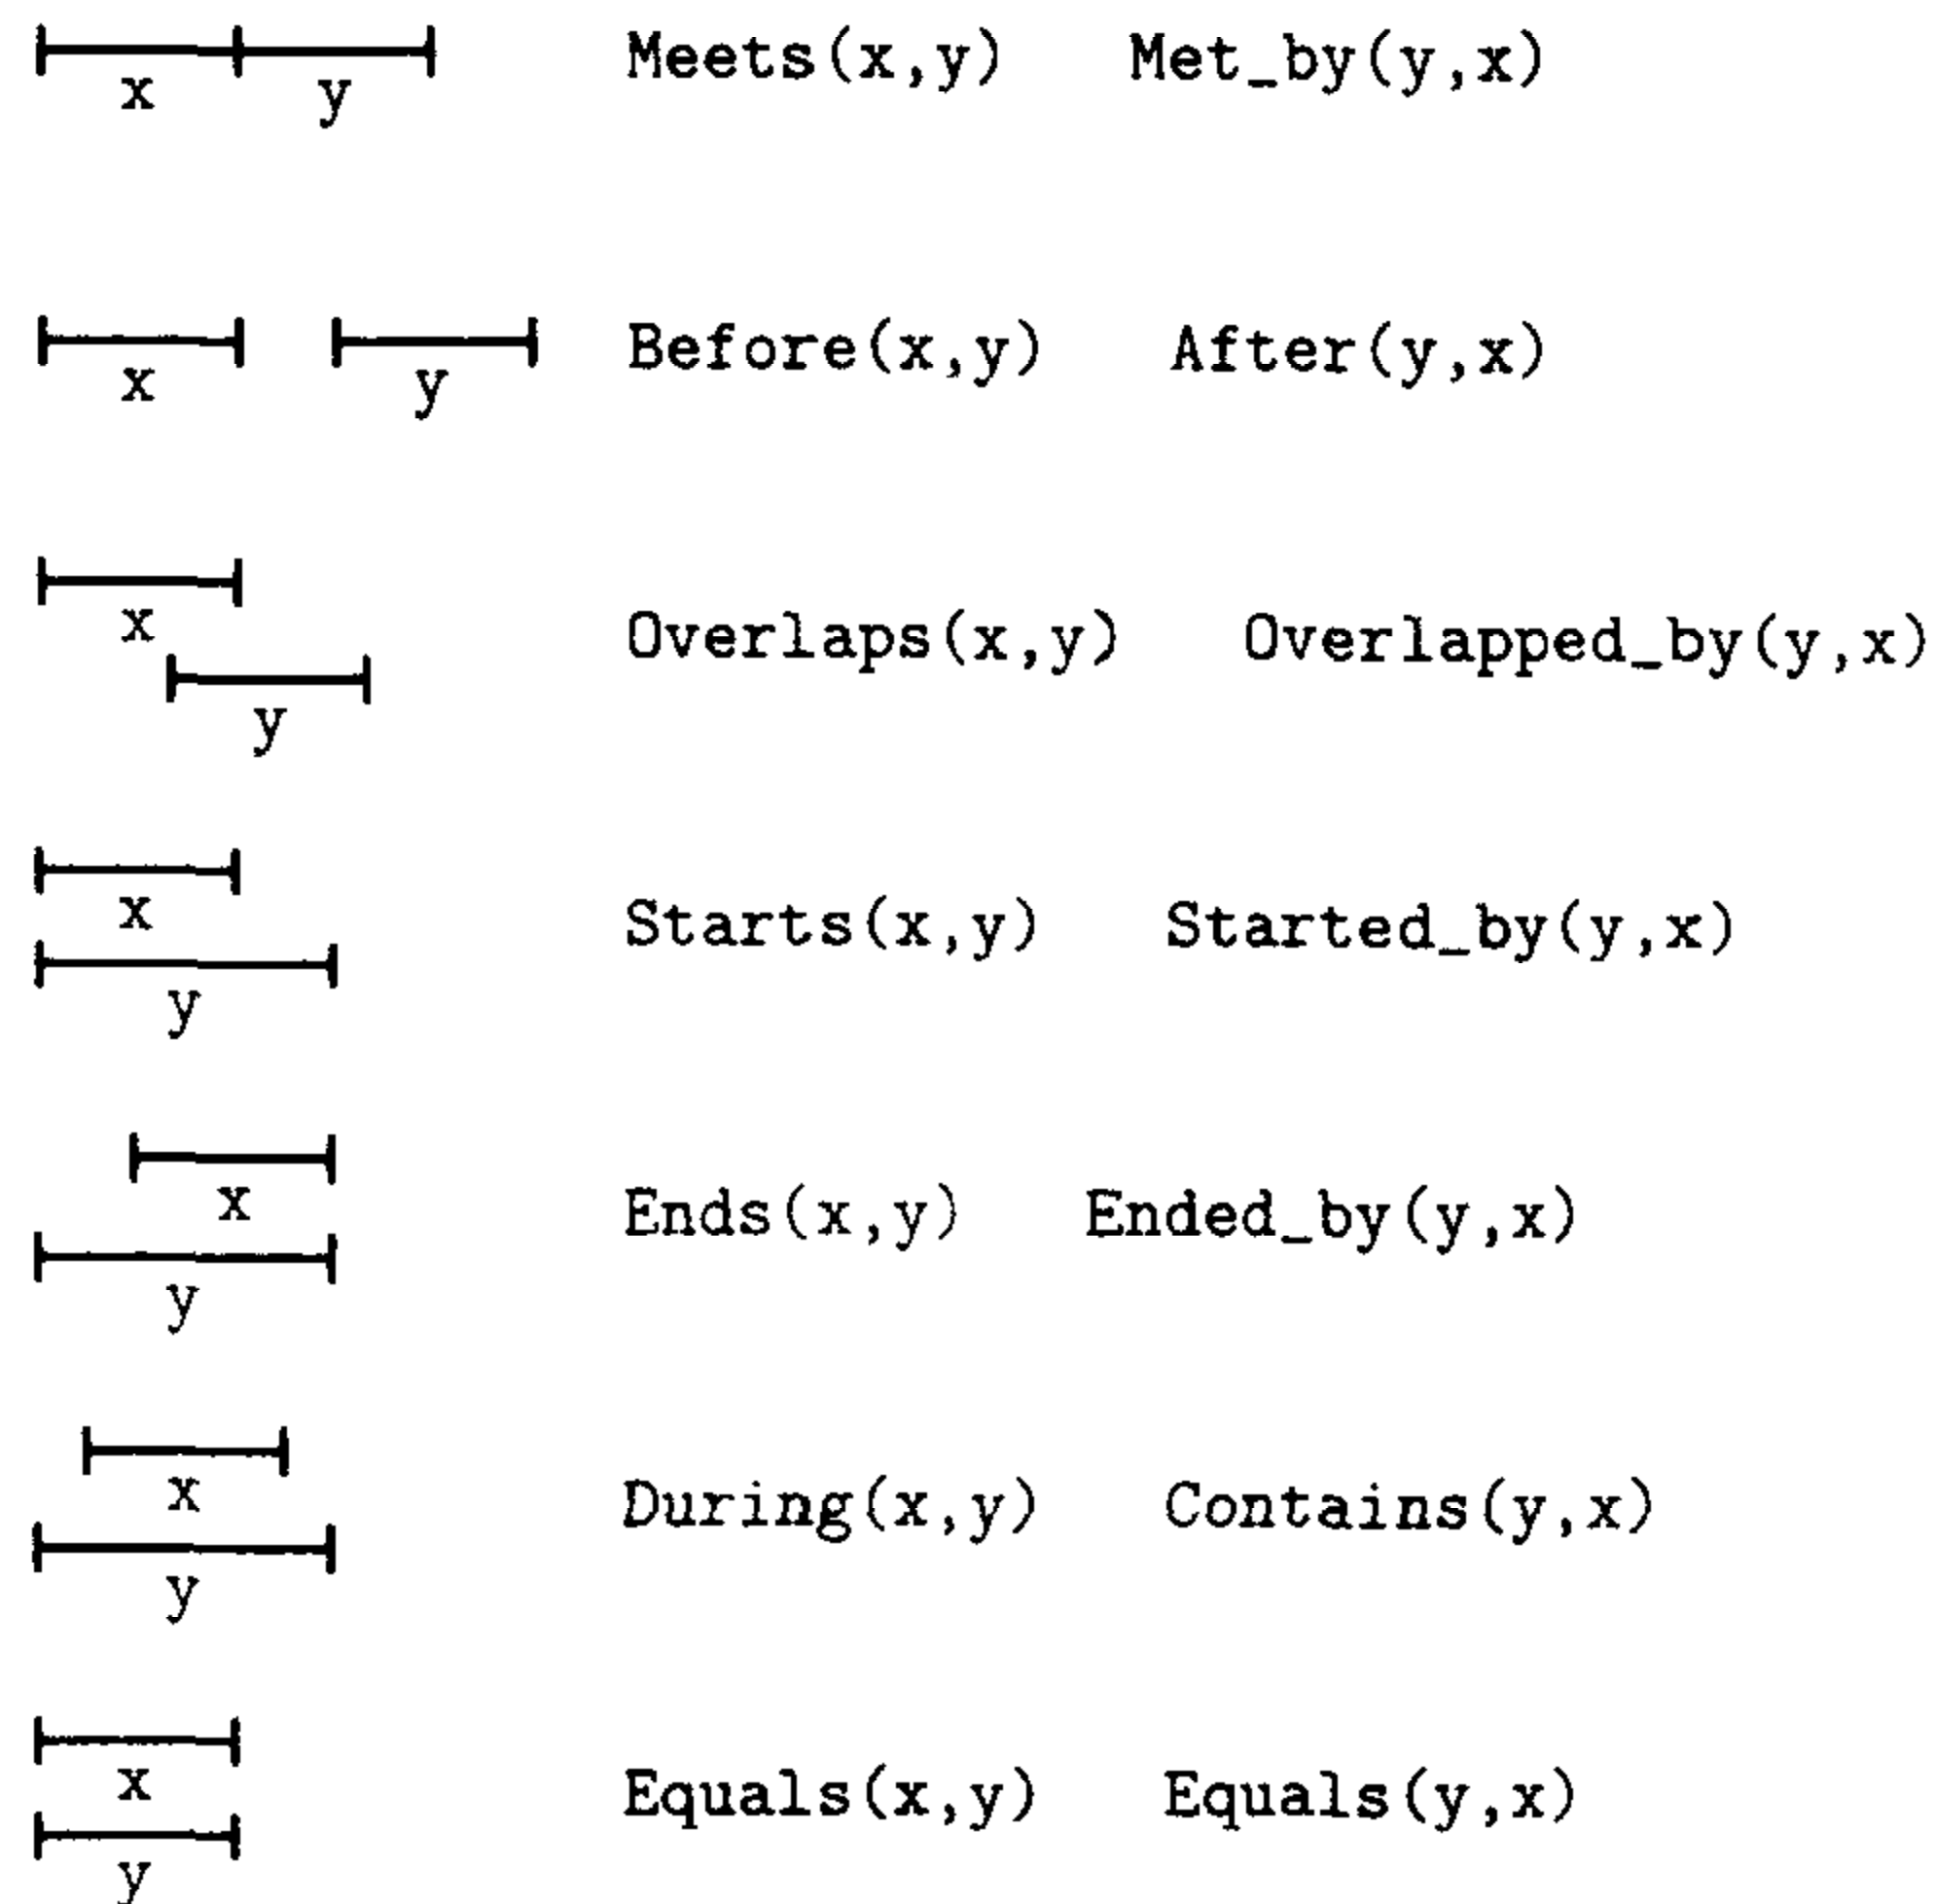 x y Meets(x,y) Met_by(y,x)
x y Before(x,y) After(y,x)
x
y
Overlaps(x,y) Overlapped_by(y,x)
x
y
Starts(x,y) Started_by(y,x)
x
y
Ends(x,y) Ended_by(y,x)
x
y
During(x,y) Contains(y,x)
x
y
Equals(x,y) Equals(y,x)